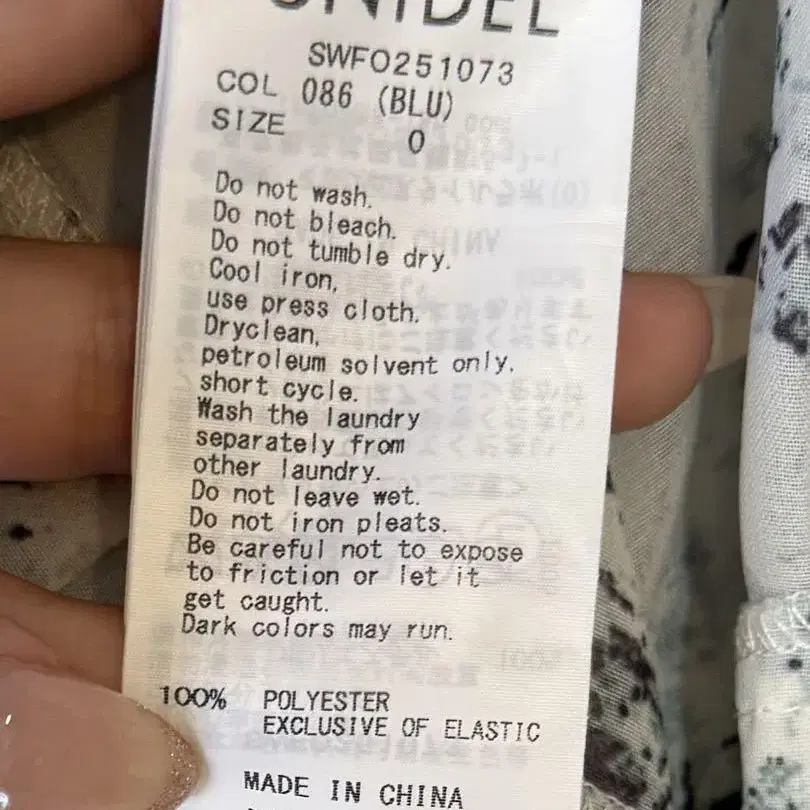 SNIDEL
SWFO251073
COL 086 (BLU)
SIZE 0
Do not wash.
Do not bleach.
Do not tumble dry.
Cool iron,
use press cloth.
Dryclean,
petroleum solvent only.
short cycle.
Wash the laundry
separately from
other laundry.
Do not leave wet.
Do not iron pleats.
Be careful not to expose
to friction or let it
get caught.
Dark colors may run.
100% POLYESTER
EXCLUSIVE OF ELASTIC
MADE IN CHINA